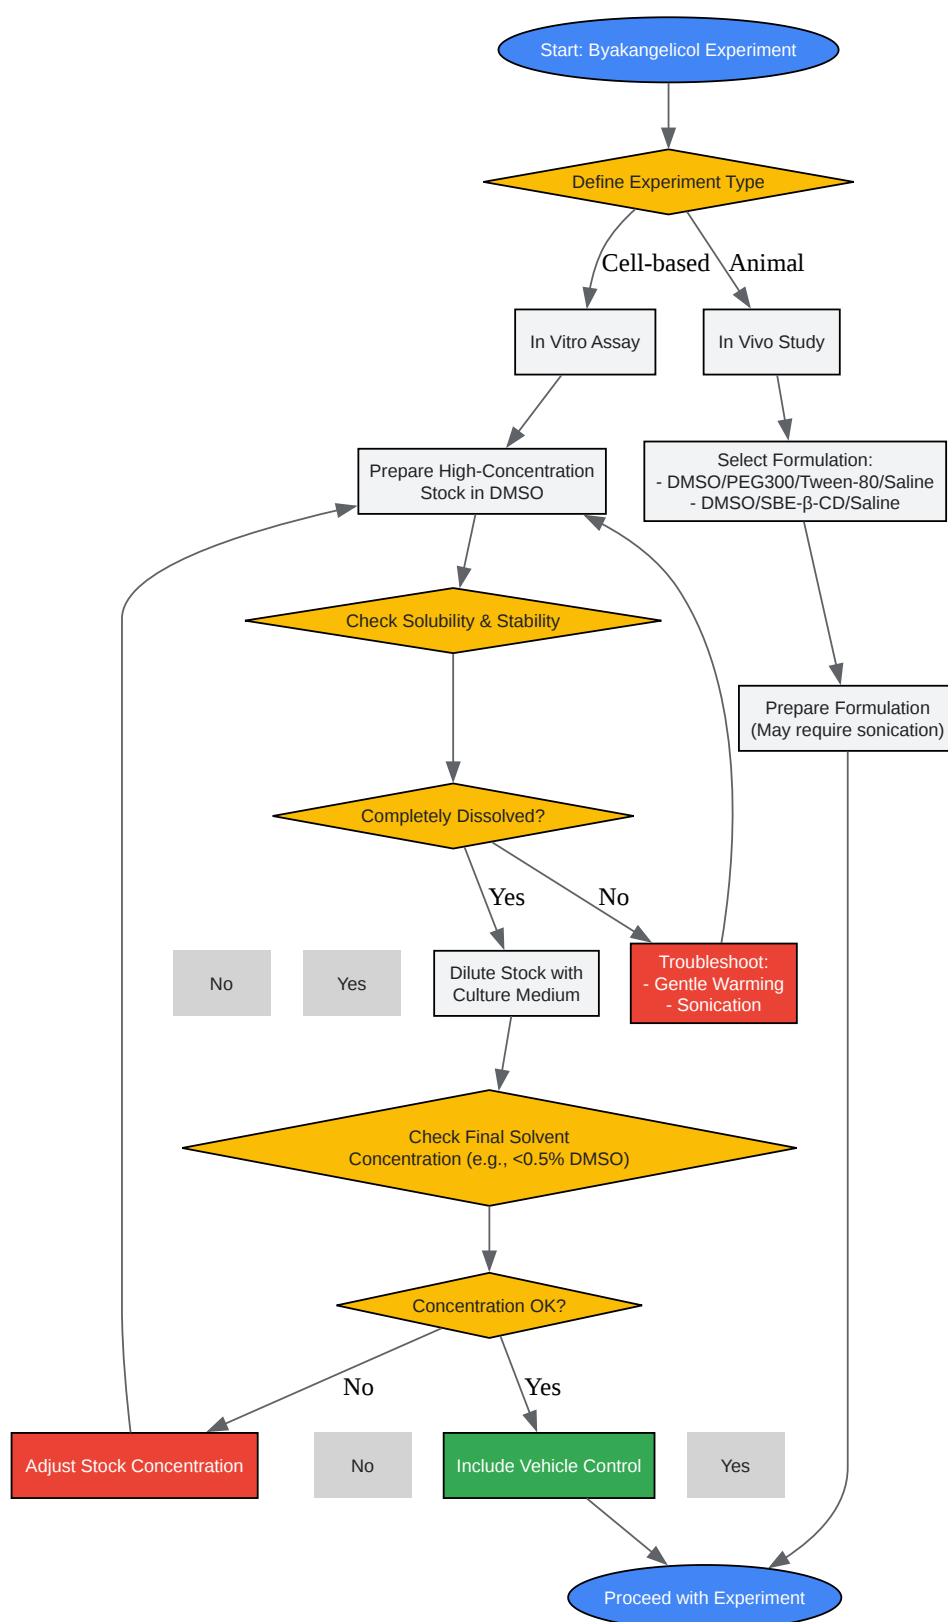 Start: Byakangelicol Experiment
Define Experiment Type
Cell-based
Animal
In Vitro Assay
In Vivo Study
Prepare High-Concentration
Stock in DMSO
Select Formulation:
- DMSO/PEG300/Tween-80/Saline
- DMSO/SBE-β-CD/Saline
Check Solubility & Stability
Prepare Formulation
(May require sonication)
Completely Dissolved?
Yes
No
No
Yes
Dilute Stock with
Culture Medium
Troubleshoot:
- Gentle Warming
- Sonication
Check Final Solvent
Concentration (e.g., <0.5% DMSO)
Concentration OK?
No
Yes
Adjust Stock Concentration
No
Include Vehicle Control
Yes
Proceed with Experiment